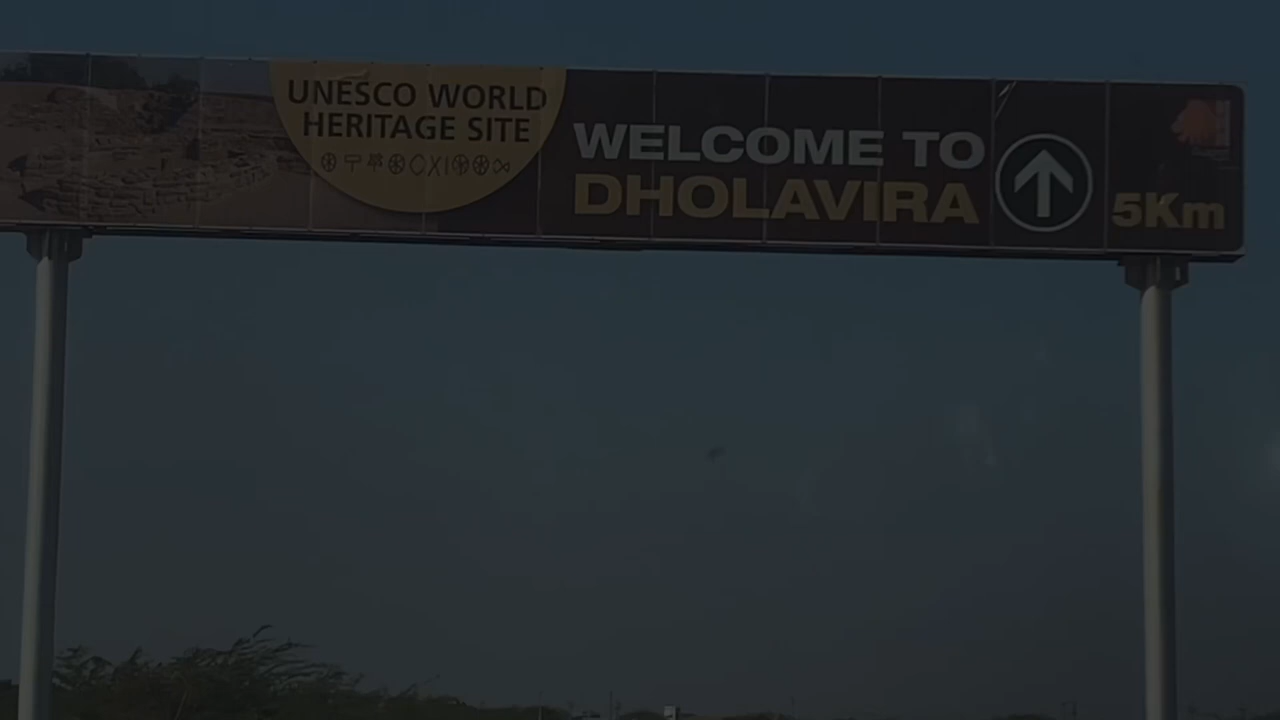 UNESCO WORLD
HERITAGE SITE
WELCOME TO
DHOLAVIRA
5Km